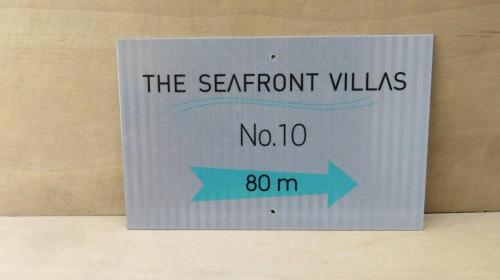 THE SEAFRONT VILLAS
No.10
80 m